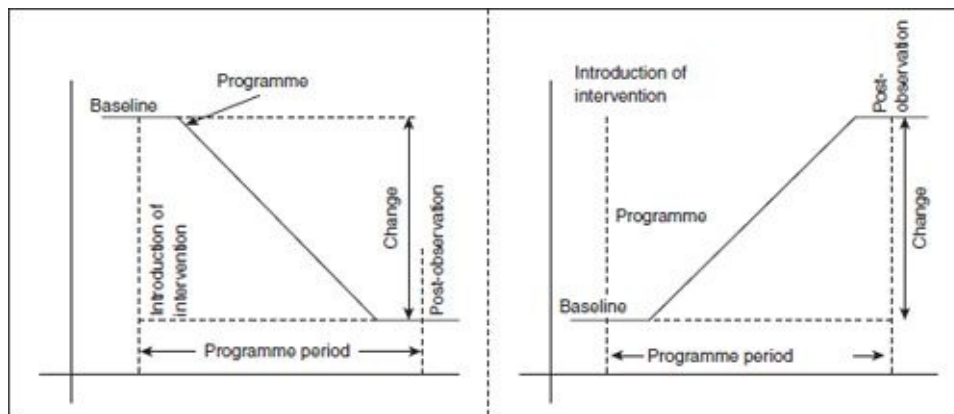 Programme
Baseline
Introduction of
intervention
Change
Post-observation
Programme period
Introduction of
intervention
Post-
observation
Programme
Change
Baseline
Programme period